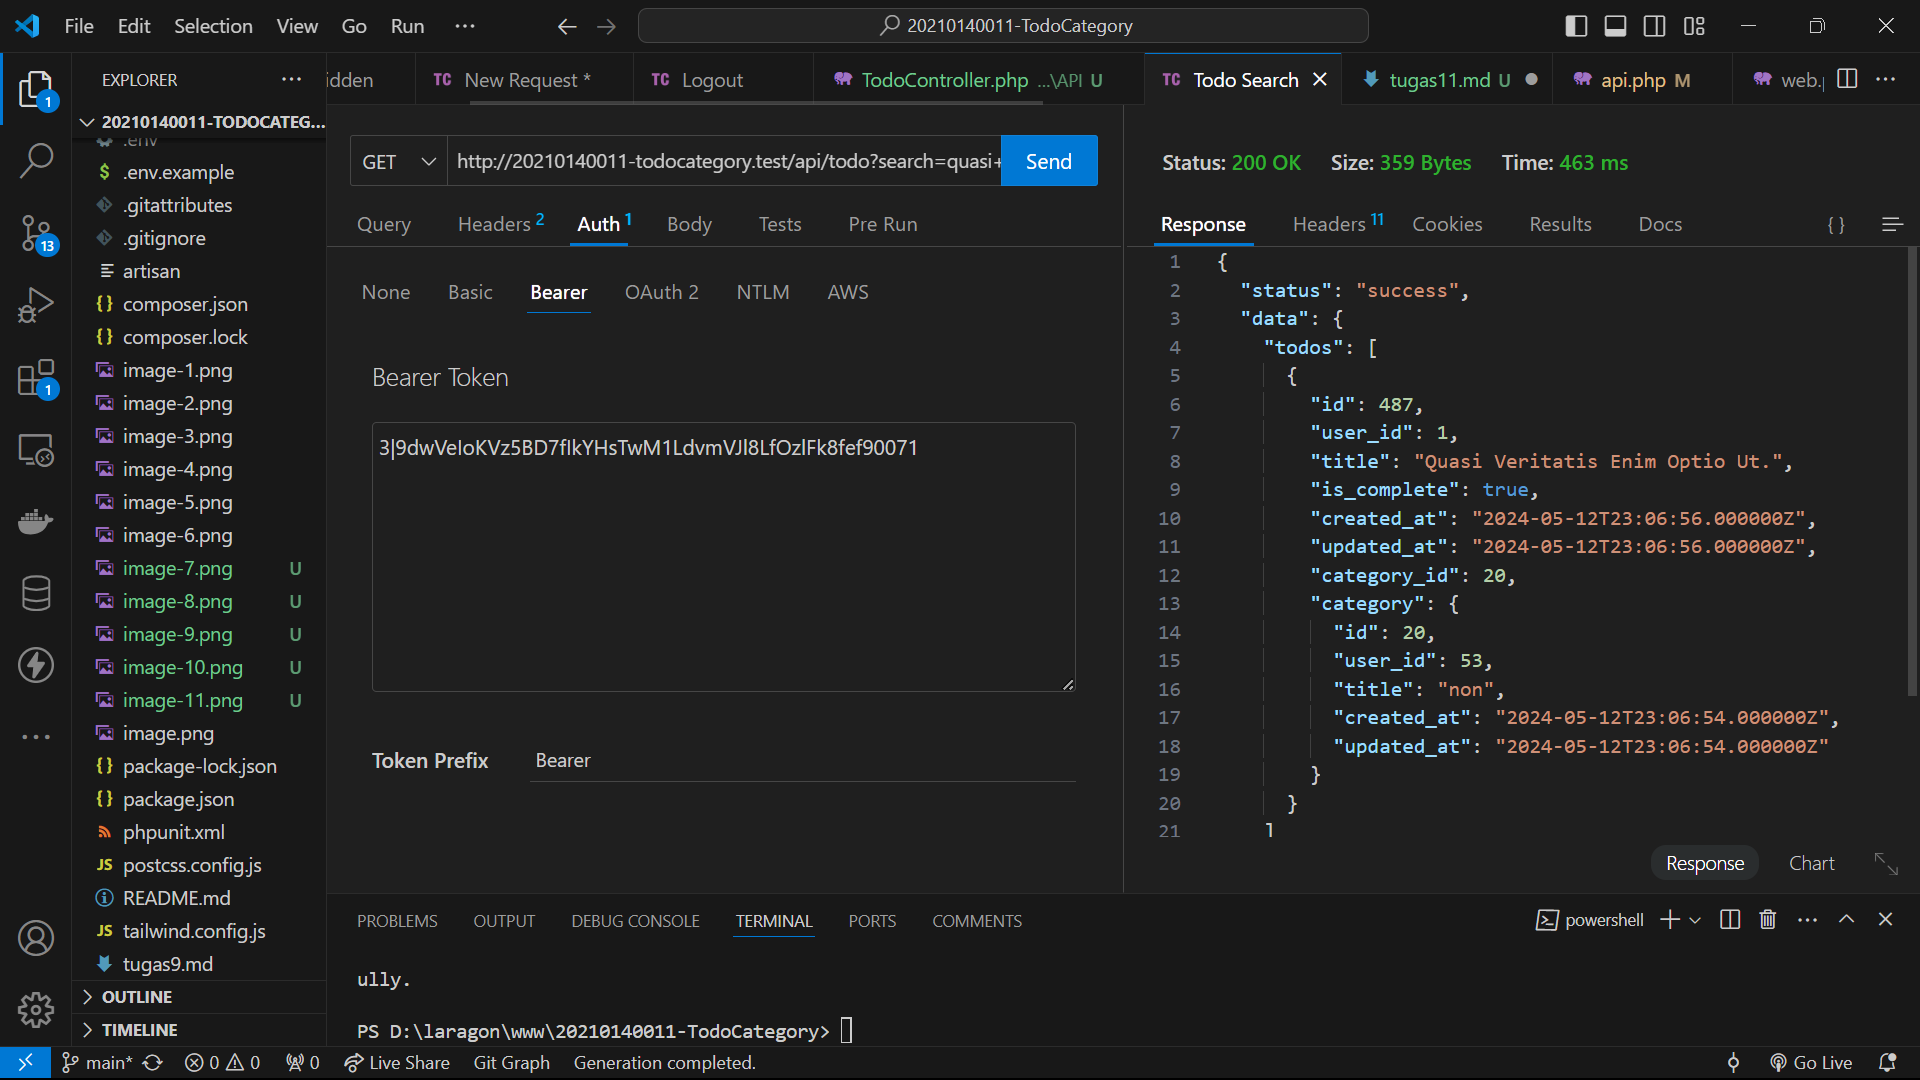 File Edit Selection View Go Run ··· 20210140011-TodoCategory
EXPLORER ···
idden TC New Request * TC Logout TodoController.php ...\API U TC Todo Search tugas11.md U api.php M web.p ···
20210140011-TODOCATEG...
.env
$ .env.example
.gitattributes
.gitignore
artisan
{} composer.json
{} composer.lock
image-1.png
image-2.png
image-3.png
image-4.png
image-5.png
image-6.png
image-7.png U
image-8.png U
image-9.png U
image-10.png U
image-11.png U
image.png
{} package-lock.json
{} package.json
phpunit.xml
JS postcss.config.js
README.md
JS tailwind.config.js
tugas9.md
OUTLINE
TIMELINE
1
13
1
GET http://20210140011-todocategory.test/api/todo?search=quasi+ Send
Query Headers 2 Auth 1 Body Tests Pre Run
None Basic Bearer OAuth 2 NTLM AWS
Bearer Token
3|9dwVeIoKVz5BD7fIkYHsTwM1LdvmVJl8LfOzlFk8fef90071
Token Prefix Bearer
Status: 200 OK Size: 359 Bytes Time: 463 ms
Response Headers 11 Cookies Results Docs {}
1 {
2 "status": "success",
3 "data": {
4 "todos": [
5 {
6 "id": 487,
7 "user_id": 1,
8 "title": "Quasi Veritatis Enim Optio Ut.",
9 "is_complete": true,
10 "created_at": "2024-05-12T23:06:56.000000Z",
11 "updated_at": "2024-05-12T23:06:56.000000Z",
12 "category_id": 20,
13 "category": {
14 "id": 20,
15 "user_id": 53,
16 "title": "non",
17 "created_at": "2024-05-12T23:06:54.000000Z",
18 "updated_at": "2024-05-12T23:06:54.000000Z"
19 }
20 }
21 ]
Response Chart
PROBLEMS OUTPUT DEBUG CONSOLE TERMINAL PORTS COMMENTS powershell ···
ully.
PS D:\laragon\www\20210140011-TodoCategory>
main* 0 0 0 Live Share Git Graph Generation completed. Go Live